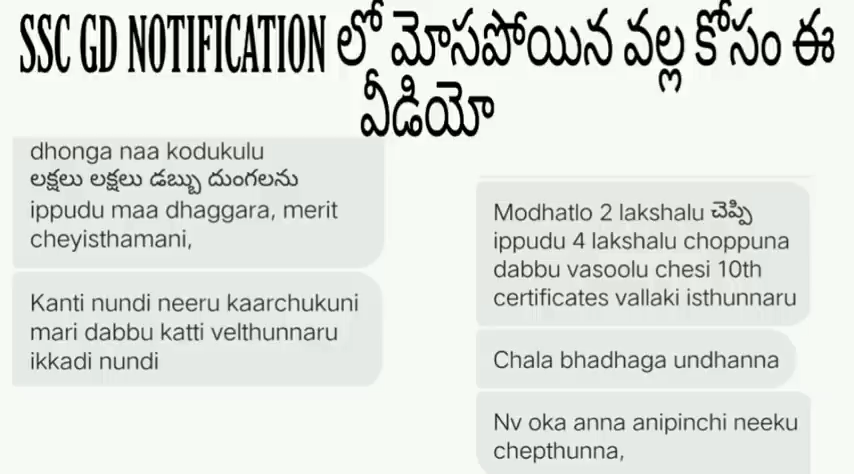 SSC GD NOTIFICATION లో మోసపోయిన వల్ల కోసం ఈ
వీడియో
dhonga naa kodukulu
లక్షలు లక్షలు డబ్బు దుంగలను
ippudu maa dhaggara, merit
cheyisthamani,
Kanti nundi neeru kaarchukuni
mari dabbu katti velthunnaru
ikkadi nundi
Modhatlo 2 lakshalu చెప్పి
ippudu 4 lakshalu choppuna
dabbu vasoolu chesi 10th
certificates vallaki isthunnaru
Chala bhadhaga undhanna
Nv oka anna anipinchi neeku
chepthunna,